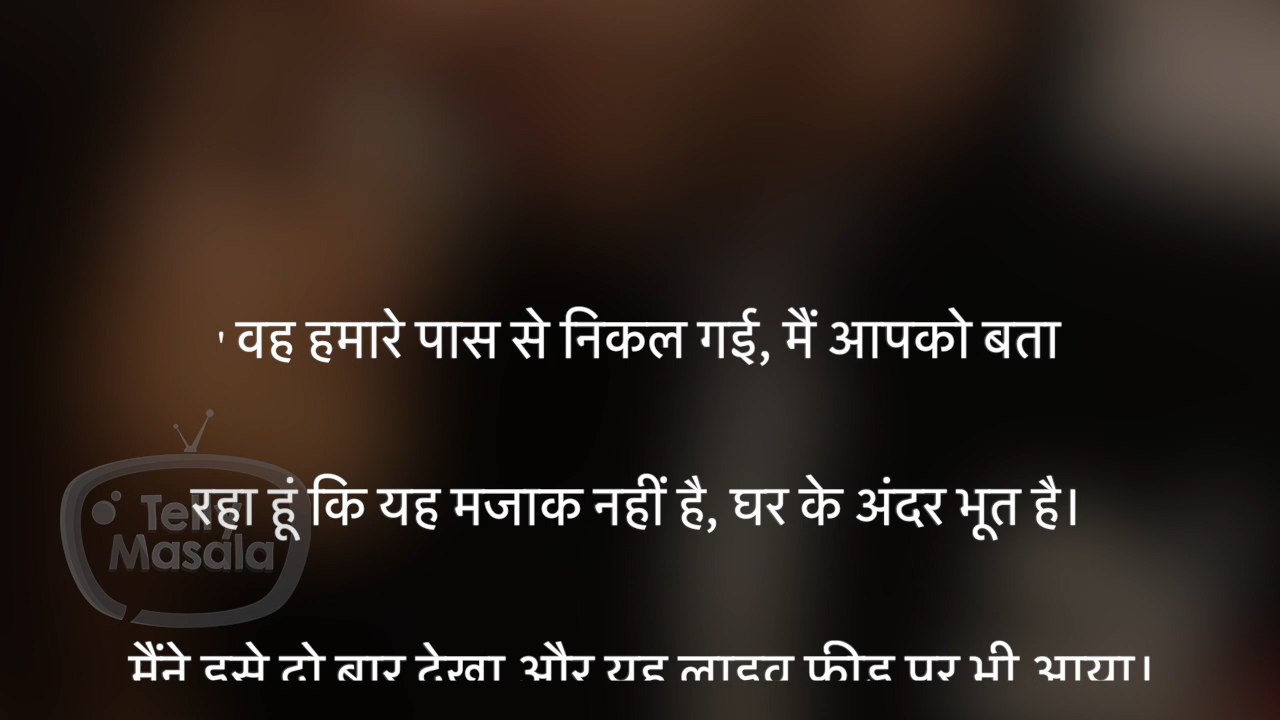 ' वह हमारे पास से निकल गई, मैं आपको बता
रहा हूं कि यह मजाक नहीं है, घर के अंदर भूत है।
मैंने इसे दो बार देखा और यह लाइव फीड पर भी आया।
Telly
Masala